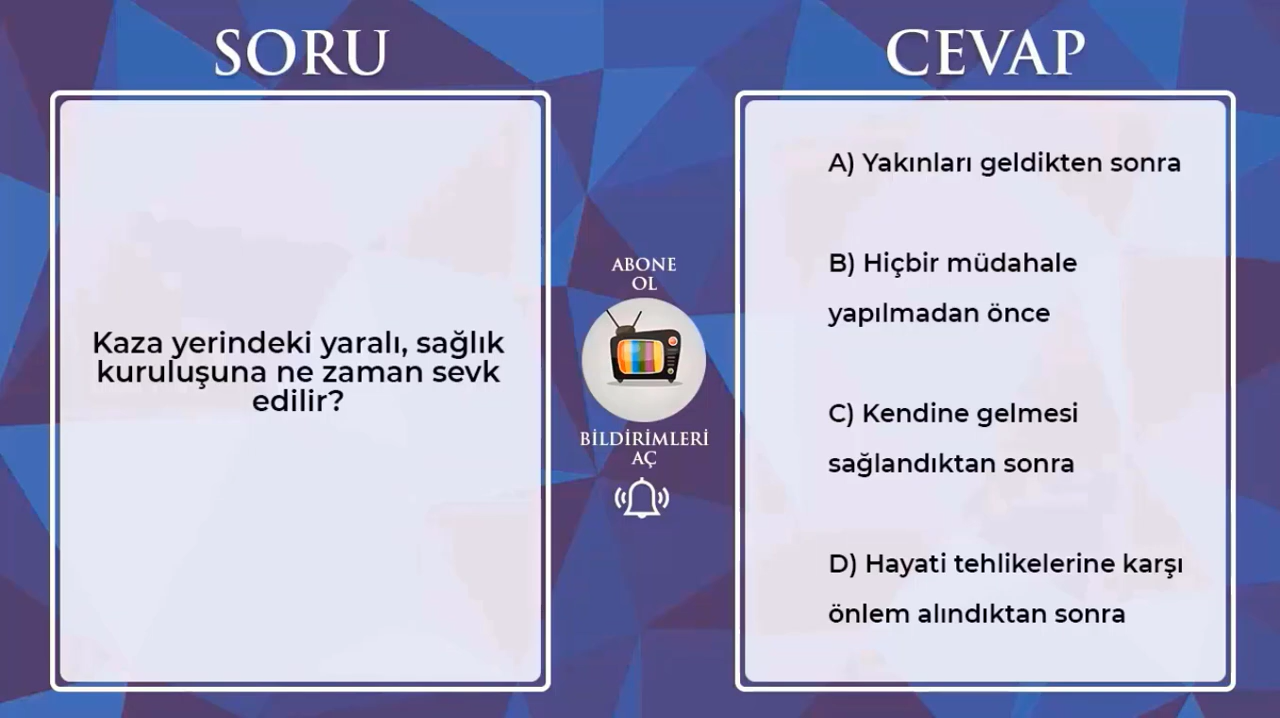 SORU
Kaza yerindeki yaralı, sağlık
kuruluşuna ne zaman sevk
edilir?
ABONE
OL
BİLDİRİMLERİ
AÇ
CEVAP
A) Yakınları geldikten sonra
B) Hiçbir müdahale
yapılmadan önce
C) Kendine gelmesi
sağlandıktan sonra
D) Hayati tehlikelerine karşı
önlem alındıktan sonra